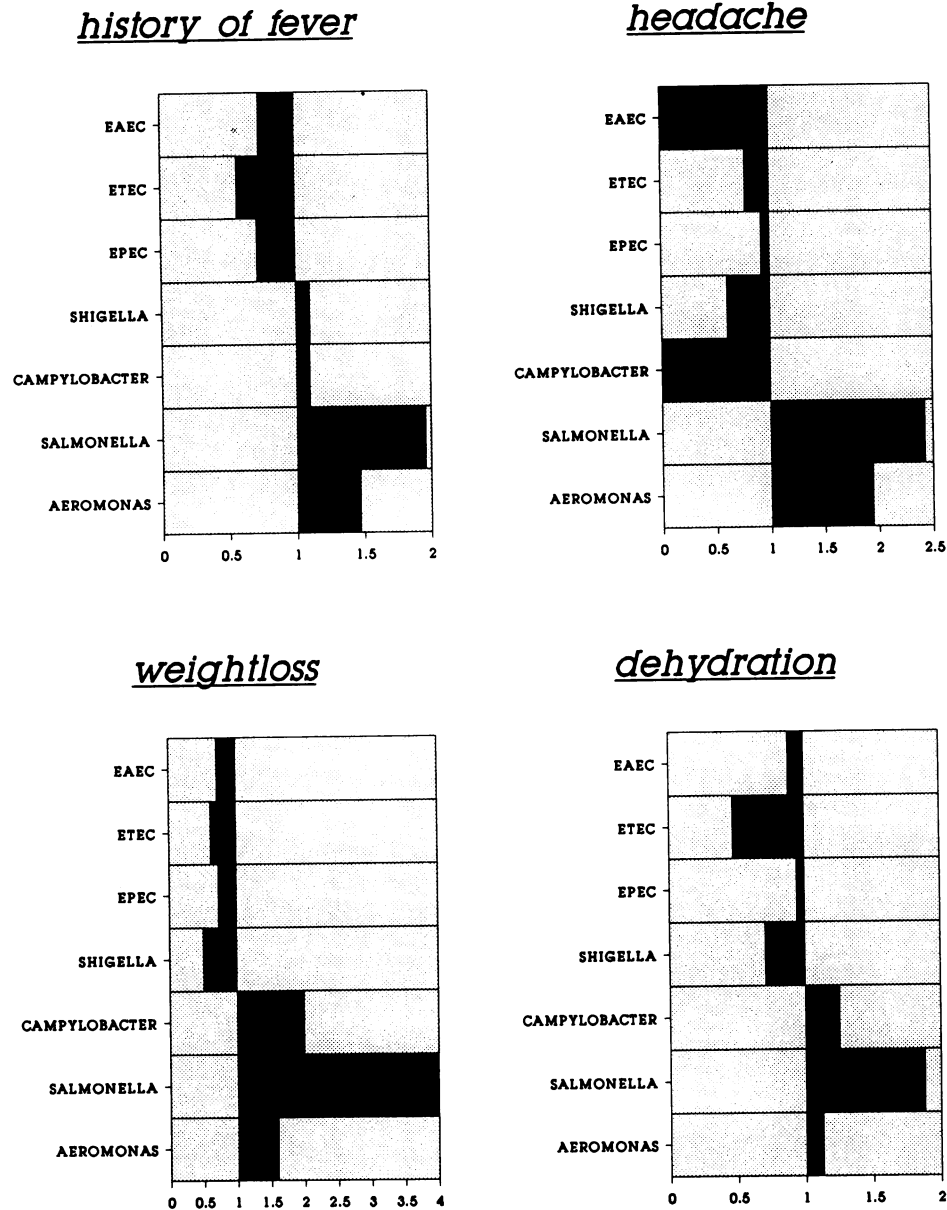 history of fever
EAEC
ETEC
EPEC
SHIGELLA
CAMPYLOBACTER
SALMONELLA
AEROMONAS
0 0.5 1 1.5 2
headache
EAEC
ETEC
EPEC
SHIGELLA
CAMPYLOBACTER
SALMONELLA
AEROMONAS
0 0.5 1 1.5 2 2.5
weightloss
EAEC
ETEC
EPEC
SHIGELLA
CAMPYLOBACTER
SALMONELLA
AEROMONAS
0 0.5 1 1.5 2 2.5 3 3.5 4
dehydration
EAEC
ETEC
EPEC
SHIGELLA
CAMPYLOBACTER
SALMONELLA
AEROMONAS
0 0.5 1 1.5 2